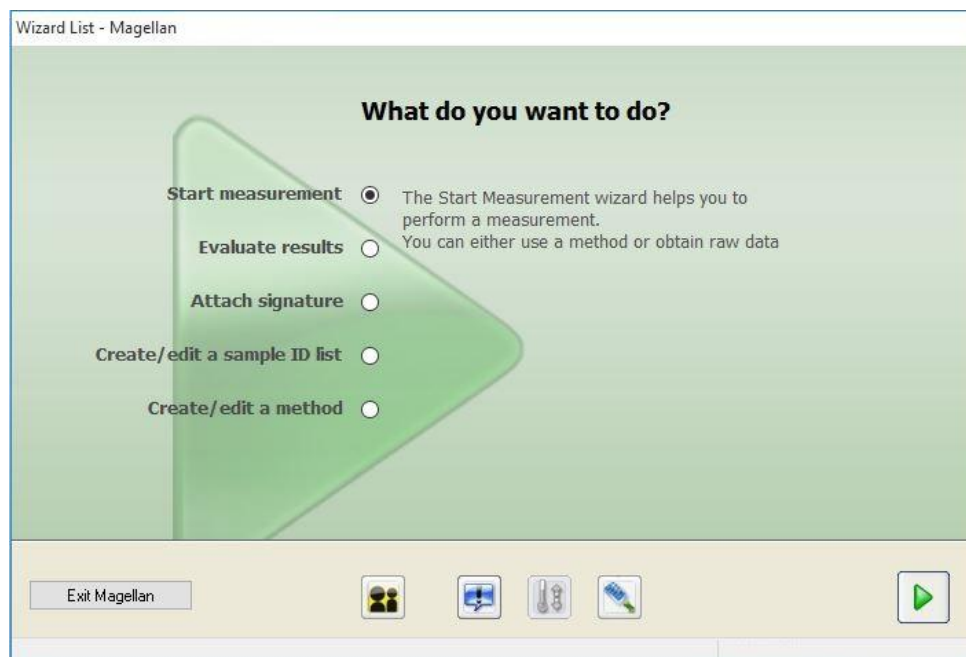 Wizard List - Magellan
What do you want to do?
Start measurement
The Start Measurement wizard helps you to
perform a measurement.
You can either use a method or obtain raw data
Evaluate results
Attach signature
Create/edit a sample ID list
Create/edit a method
Exit Magellan